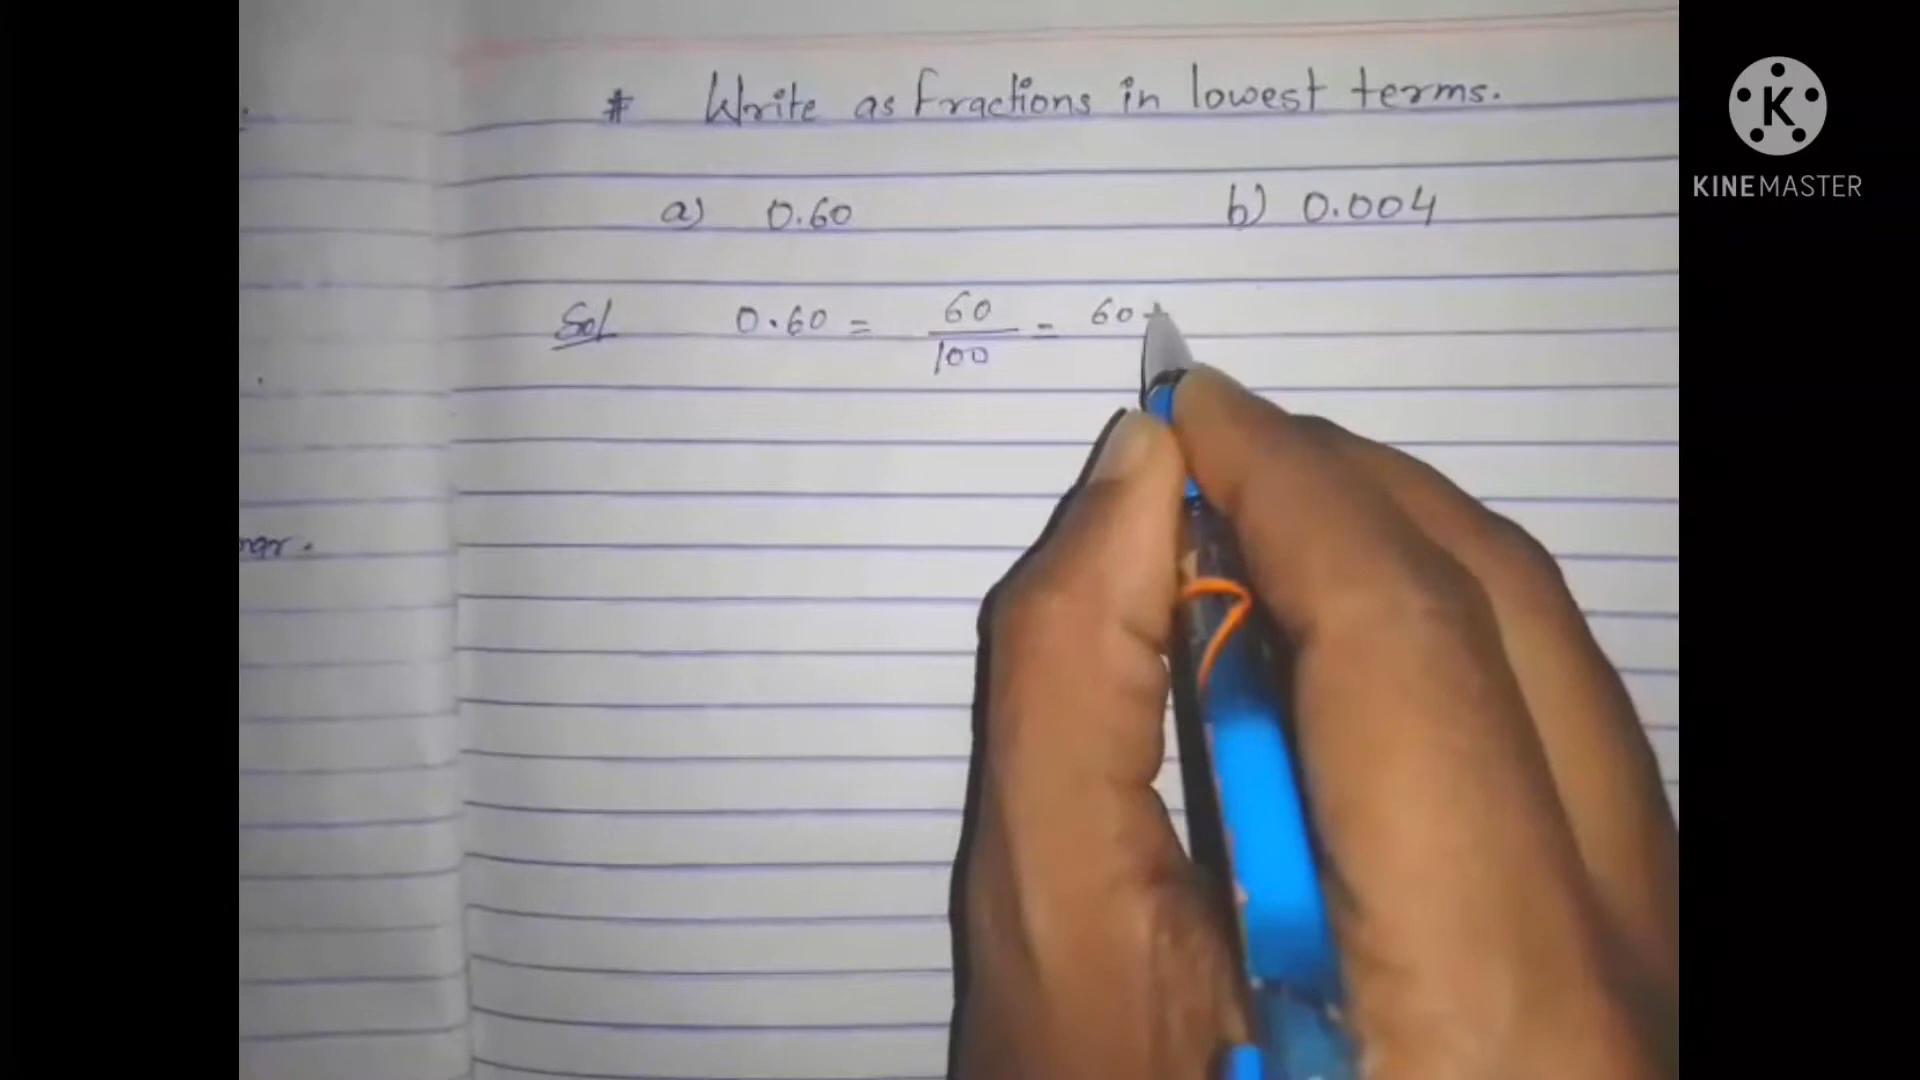 # Write as fractions in lowest terms.
a) 0.60 b) 0.004
Sol 0.60 = 60/100 = 60 ÷
KINEMASTER